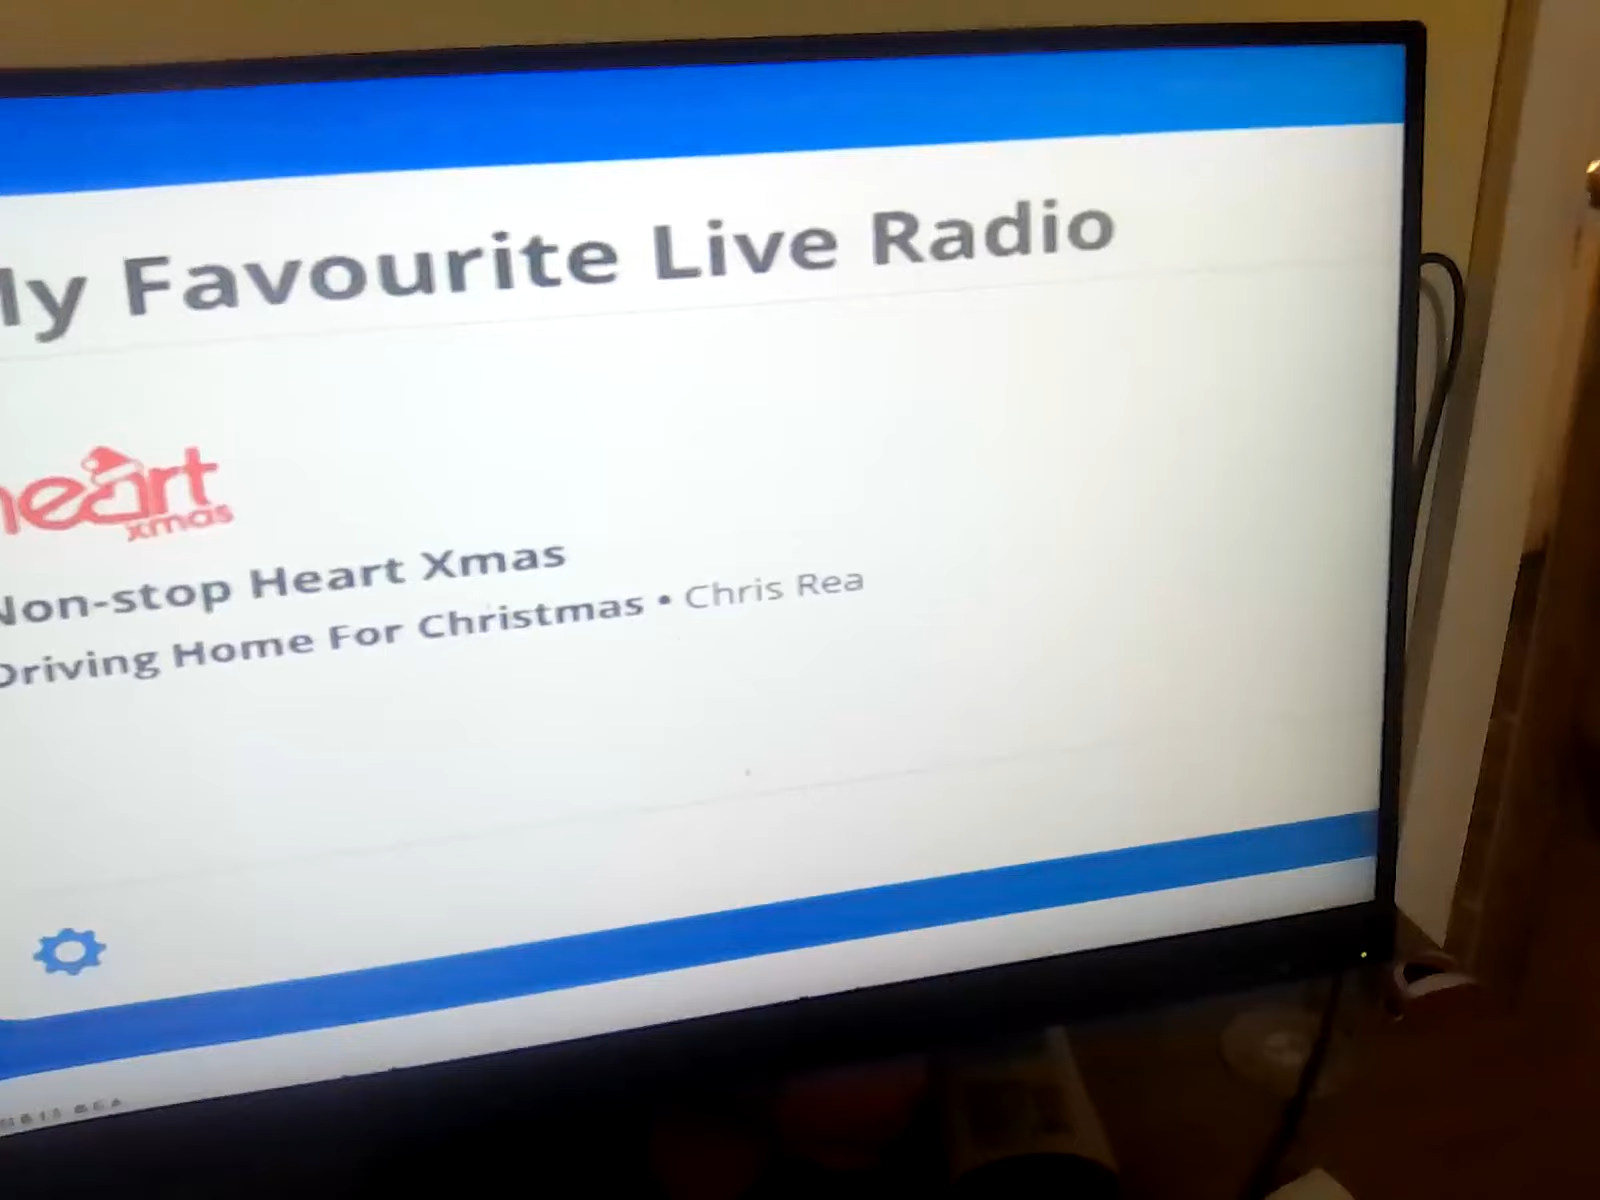 ly Favourite Live Radio
heart
xmas
Non-stop Heart Xmas
Driving Home For Christmas • Chris Rea